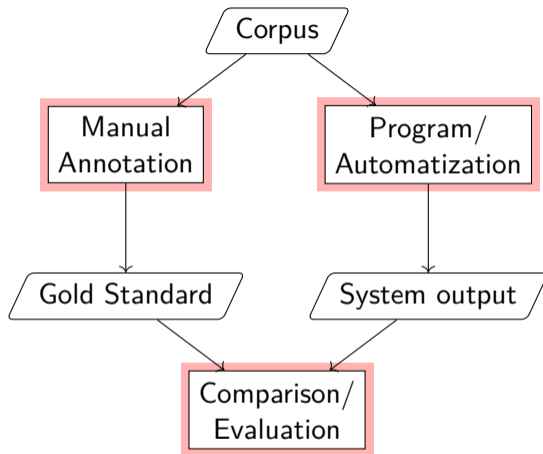 Corpus
Manual
Annotation
Program/
Automatization
Gold Standard
System output
Comparison/
Evaluation